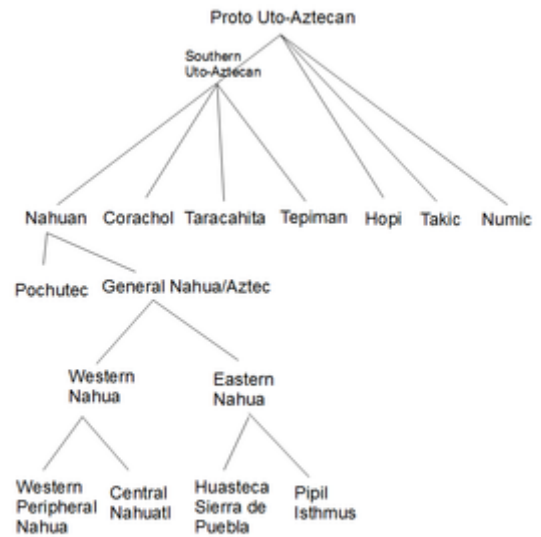 Proto Uto-Aztecan
Southern
Uto-Aztecan
Nahuan Corachol Taracahita Tepiman Hopi Takic Numic
Pochutec General Nahua/Aztec
Western
Nahua
Eastern
Nahua
Western
Peripheral
Nahua
Central
Nahuatl
Huasteca
Sierra de
Puebla
Pipil
Isthmus